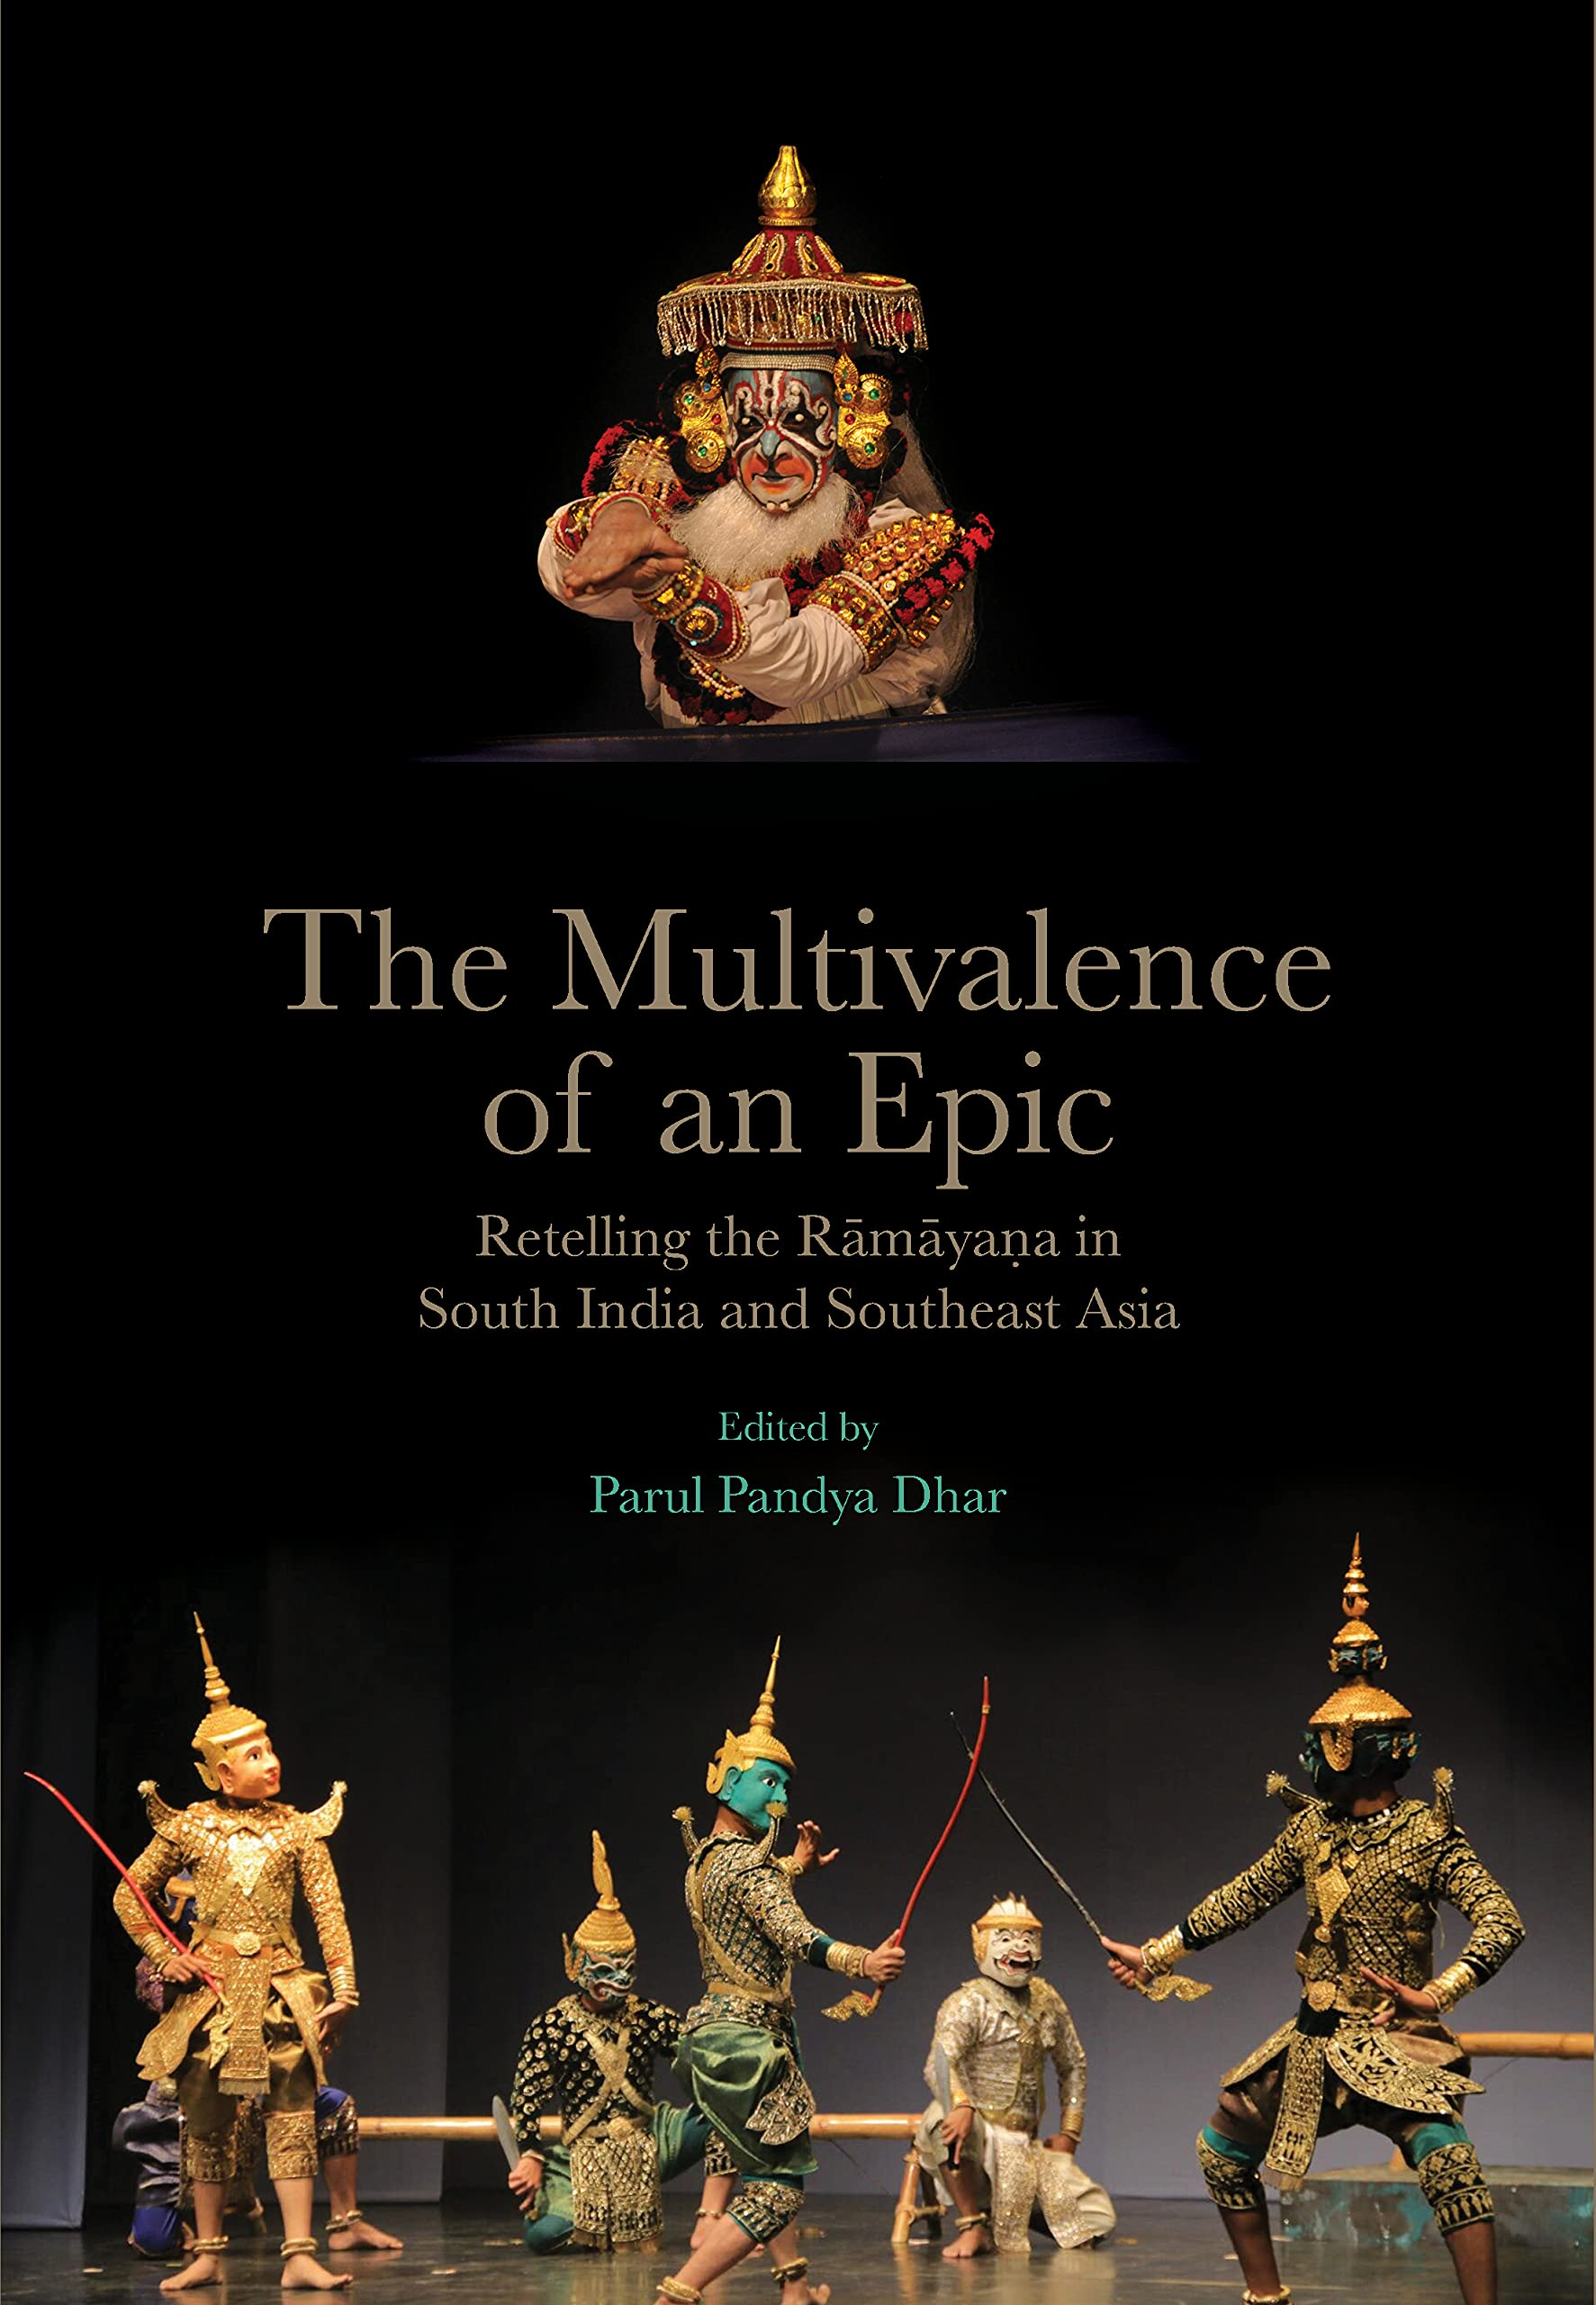 The Multivalence
of an Epic
Retelling the Rāmāyaṇa in
South India and Southeast Asia
Edited by
Parul Pandya Dhar